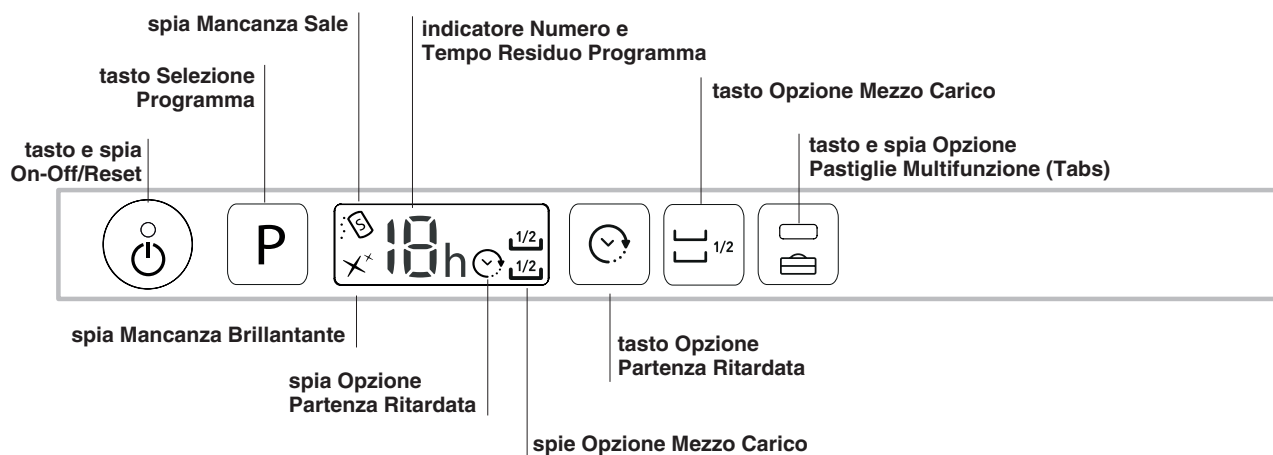 spia Mancanza Sale
indicatore Numero e
Tempo Residuo Programma
tasto Selezione
Programma
tasto Opzione Mezzo Carico
tasto e spia
On-Off/Reset
tasto e spia Opzione
Pastiglie Multifunzione (Tabs)
P
S
18h
1/2
1/2
1/2
spia Mancanza Brillantante
tasto Opzione
Partenza Ritardata
spia Opzione
Partenza Ritardata
spie Opzione Mezzo Carico